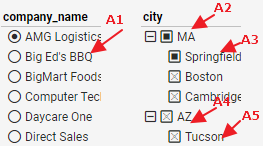 company_name
A1
AMG Logistics
Big Ed's BBQ
BigMart Foods
Computer Tech
Daycare One
Direct Sales
city
A2
MA
A3
Springfield
Boston
Cambridge
A4
AZ
A5
Tucson